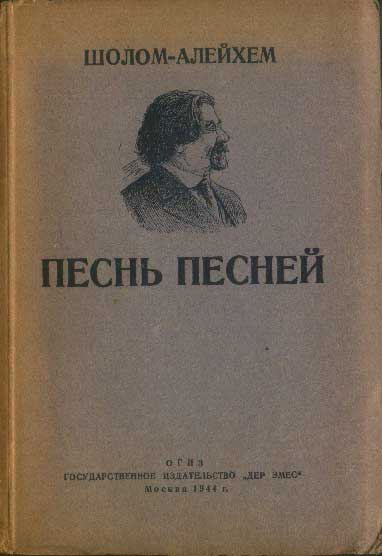 ШОЛОМ-АЛЕЙХЕМ
ПЕСНЬ ПЕСНЕЙ
ОГИЗ
ГОСУДАРСТВЕННОЕ ИЗДАТЕЛЬСТВО „ДЕР ЭМЕС“
Москва 1944 г.